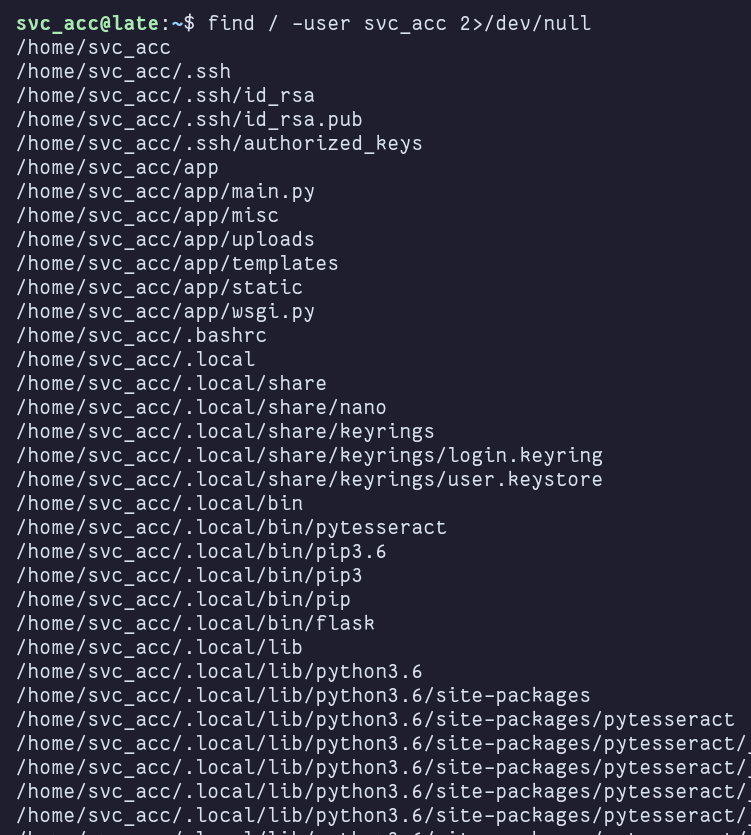 svc_acc@late:~$ find / -user svc_acc 2>/dev/null
/home/svc_acc
/home/svc_acc/.ssh
/home/svc_acc/.ssh/id_rsa
/home/svc_acc/.ssh/id_rsa.pub
/home/svc_acc/.ssh/authorized_keys
/home/svc_acc/app
/home/svc_acc/app/main.py
/home/svc_acc/app/misc
/home/svc_acc/app/uploads
/home/svc_acc/app/templates
/home/svc_acc/app/static
/home/svc_acc/app/wsgi.py
/home/svc_acc/.bashrc
/home/svc_acc/.local
/home/svc_acc/.local/share
/home/svc_acc/.local/share/nano
/home/svc_acc/.local/share/keyrings
/home/svc_acc/.local/share/keyrings/login.keyring
/home/svc_acc/.local/share/keyrings/user.keystore
/home/svc_acc/.local/bin
/home/svc_acc/.local/bin/pytesseract
/home/svc_acc/.local/bin/pip3.6
/home/svc_acc/.local/bin/pip3
/home/svc_acc/.local/bin/pip
/home/svc_acc/.local/bin/flask
/home/svc_acc/.local/lib
/home/svc_acc/.local/lib/python3.6
/home/svc_acc/.local/lib/python3.6/site-packages
/home/svc_acc/.local/lib/python3.6/site-packages/pytesseract
/home/svc_acc/.local/lib/python3.6/site-packages/pytesseract/_
/home/svc_acc/.local/lib/python3.6/site-packages/pytesseract/_
/home/svc_acc/.local/lib/python3.6/site-packages/pytesseract/_
/home/svc_acc/.local/lib/python3.6/site-packages/pytesseract/_